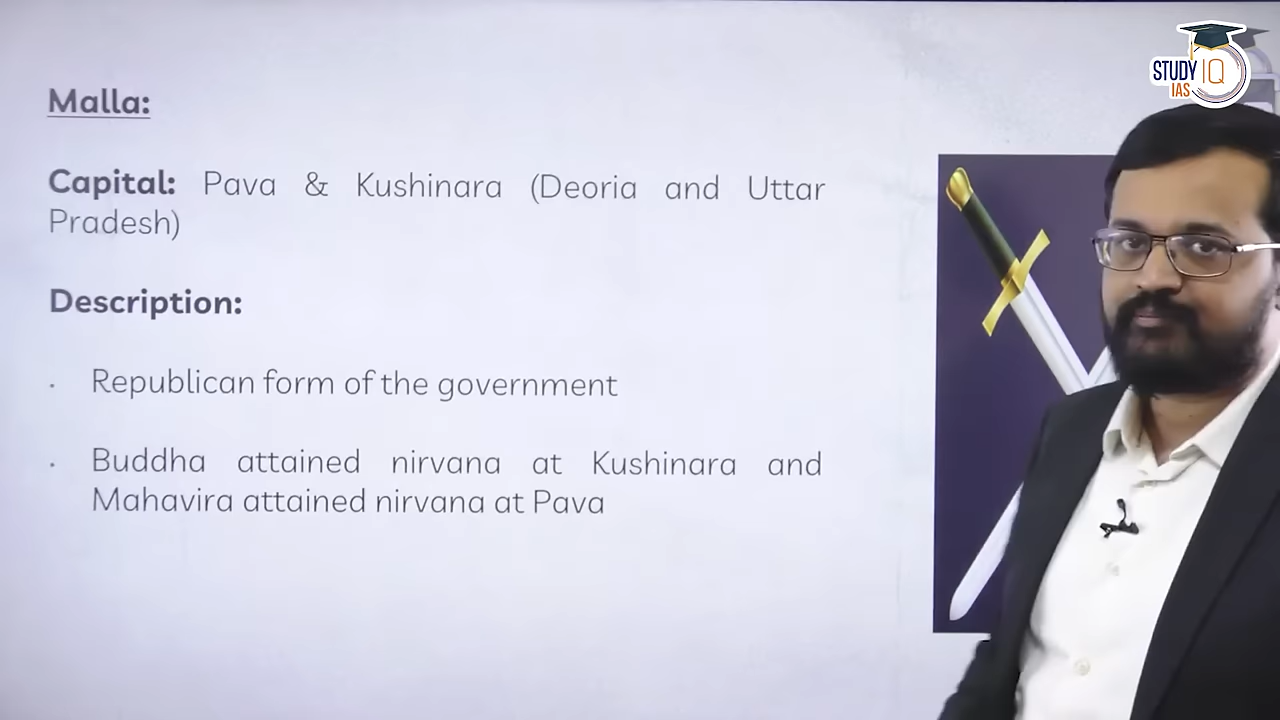 STUDY IQ
IAS
Malla:
Capital: Pava & Kushinara (Deoria and Uttar
Pradesh)
Description:
· Republican form of the government
· Buddha attained nirvana at Kushinara and
Mahavira attained nirvana at Pava